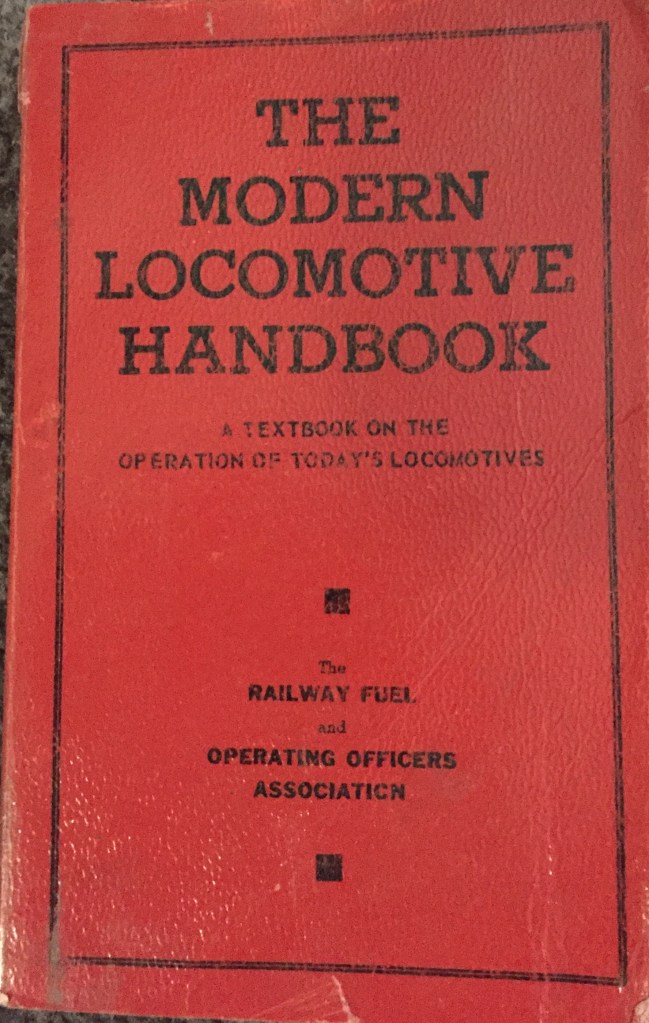 THE
MODERN
LOCOMOTIVE
HANDBOOK
A TEXTBOOK ON THE
OPERATION OF TODAY'S LOCOMOTIVES
The
RAILWAY FUEL
and
OPERATING OFFICERS
ASSOCIATION